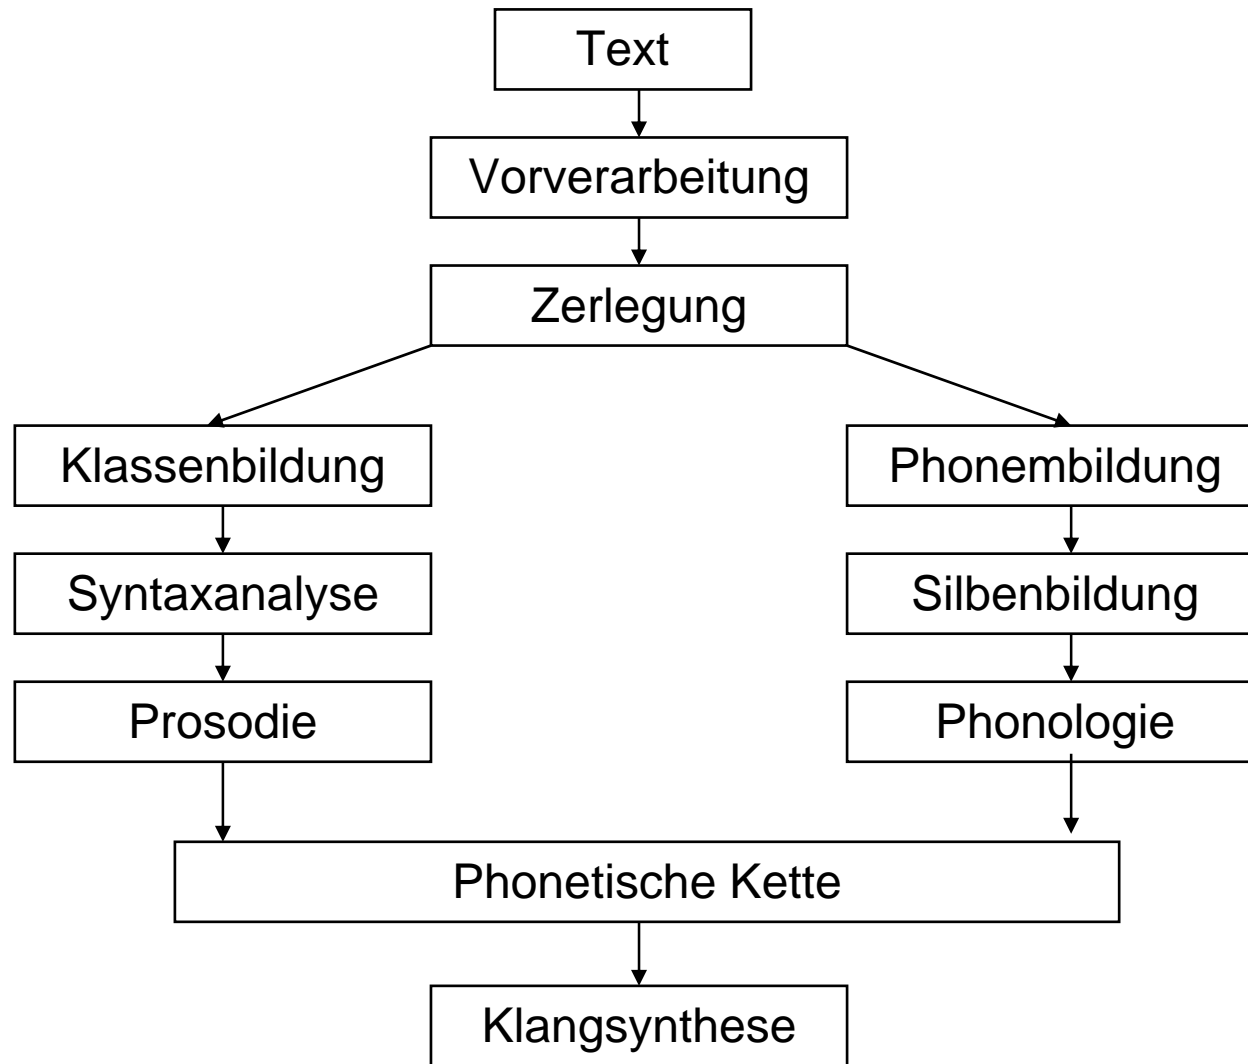 Text
Vorverarbeitung
Zerlegung
Klassenbildung
Phonembildung
Syntaxanalyse
Silbenbildung
Prosodie
Phonologie
Phonetische Kette
Klangsynthese